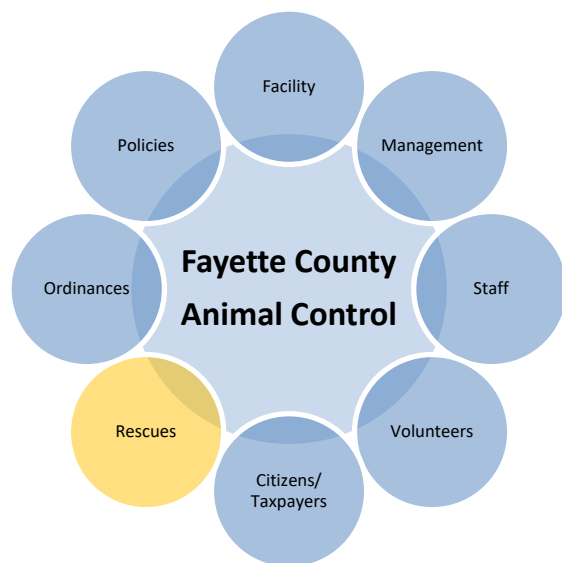 Facility
Policies
Management
Ordinances
Fayette County
Animal Control
Staff
Rescues
Volunteers
Citizens/
Taxpayers